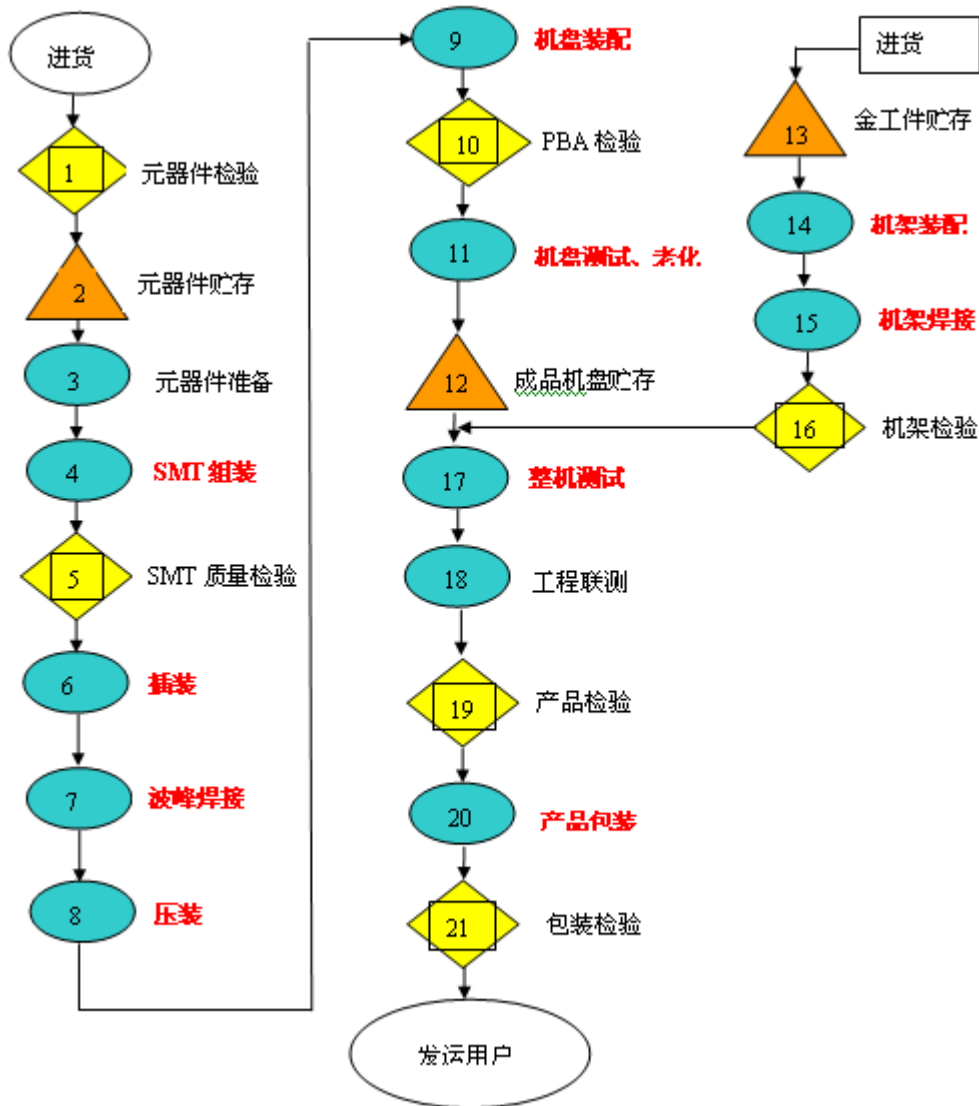 进货
1
元器件检验
2
元器件贮存
3
元器件准备
4
SMT 组装
5
SMT 质量检验
6
插装
7
波峰焊接
8
压装
9
机盘装配
10
PBA 检验
11
机盘测试、老化
12
成品机盘贮存
进货
13
金工件贮存
14
机架装配
15
机架焊接
16
机架检验
17
整机测试
18
工程联测
19
产品检验
20
产品包装
21
包装检验
发运用户